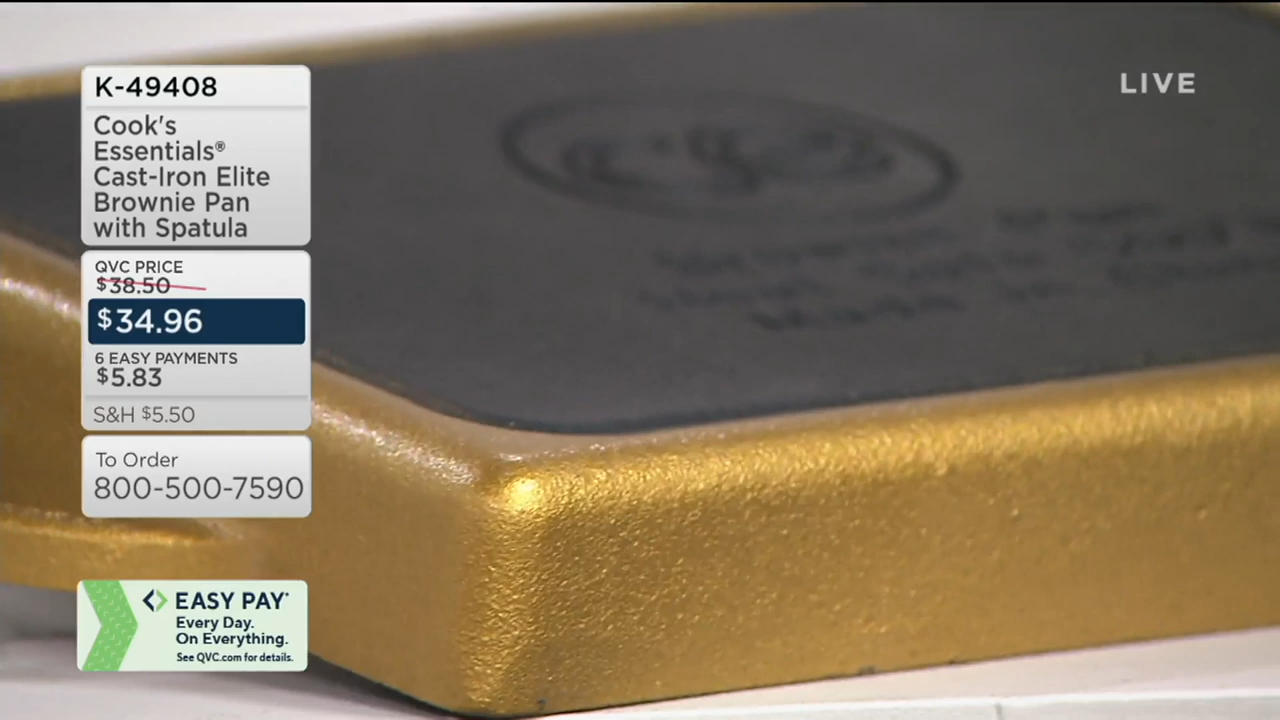 K-49408
Cook's
Essentials®
Cast-Iron Elite
Brownie Pan
with Spatula
QVC PRICE
$38.50
$34.96
6 EASY PAYMENTS
$5.83
S&H $5.50
To Order
800-500-7590
EASY PAY*
Every Day.
On Everything.
See QVC.com for details.
LIVE